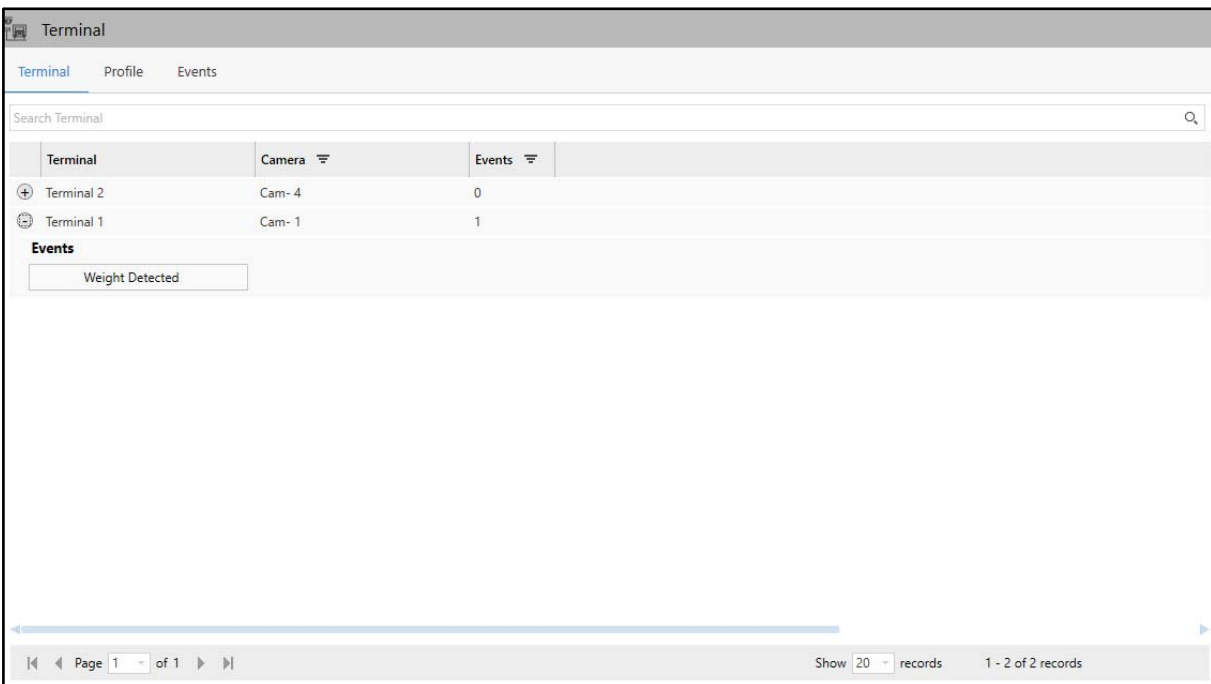 Terminal
Terminal Profile Events
Search Terminal
Terminal Camera Events
Terminal 2 Cam- 4 0
Terminal 1 Cam- 1 1
Events
Weight Detected
Page 1 of 1 Show 20 records 1 - 2 of 2 records